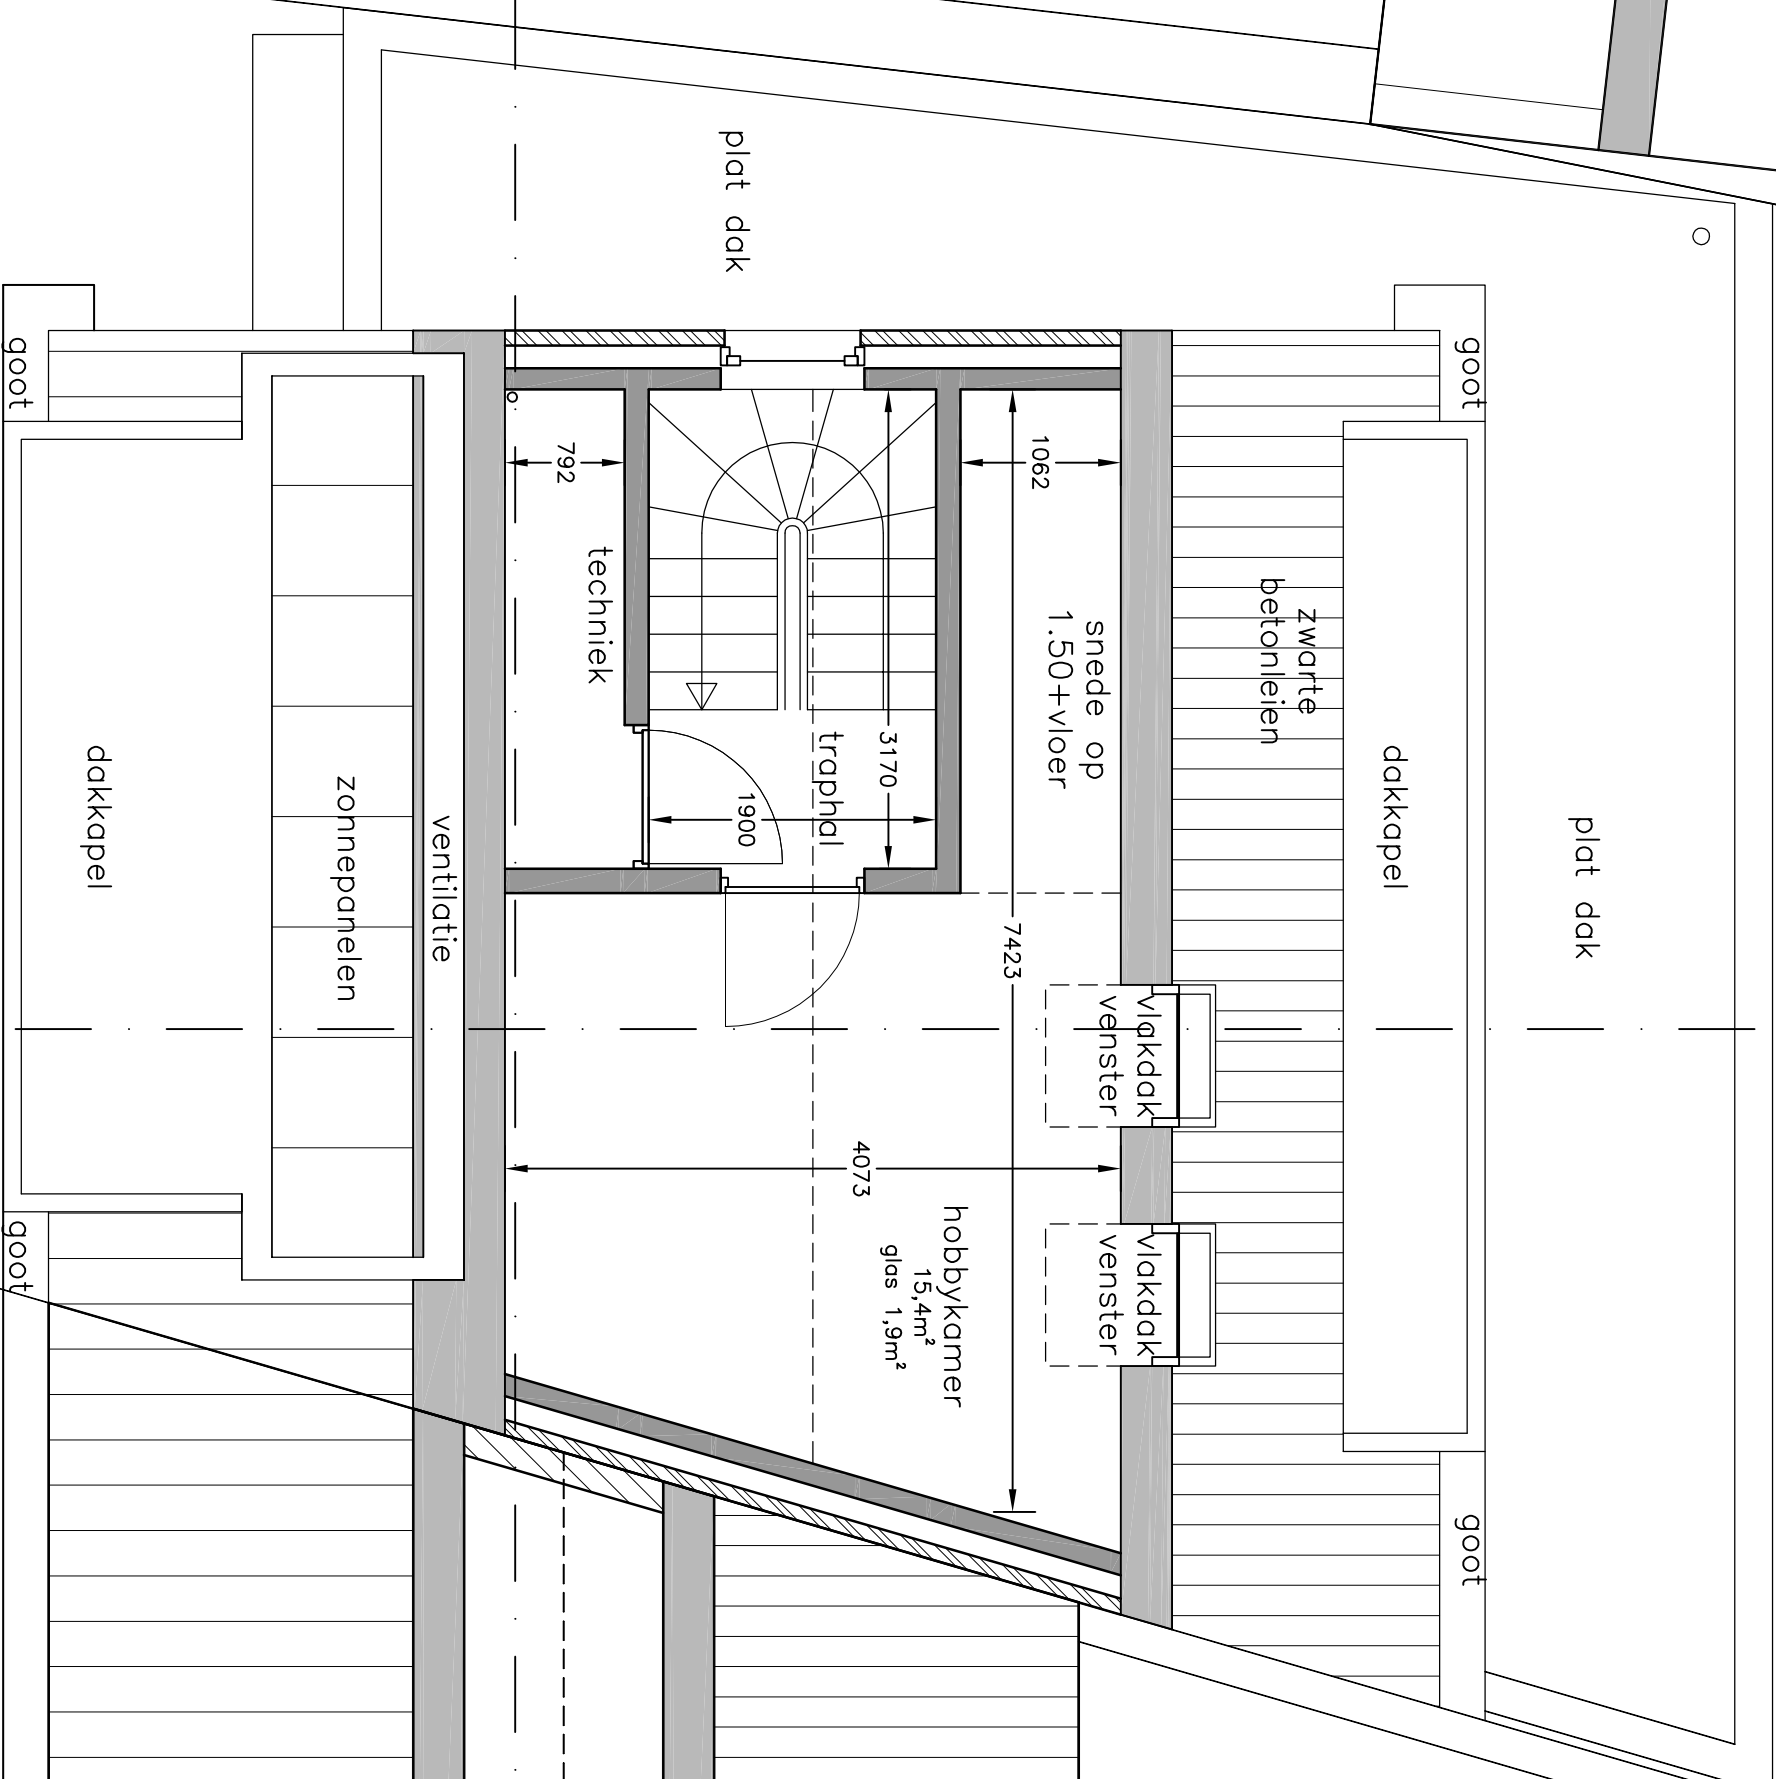 plat dak
plat dak
goot
goot
goot
goot
dakkapel
zwarte
betonleien
vlakdak
venster
vlakdak
venster
snede op
1.50+vloer
1062
7423
hobbykamer
15,4m²
glas 1,9m²
4073
3170
traphal
1900
techniek
792
ventilatie
zonnepanelen
dakkapel